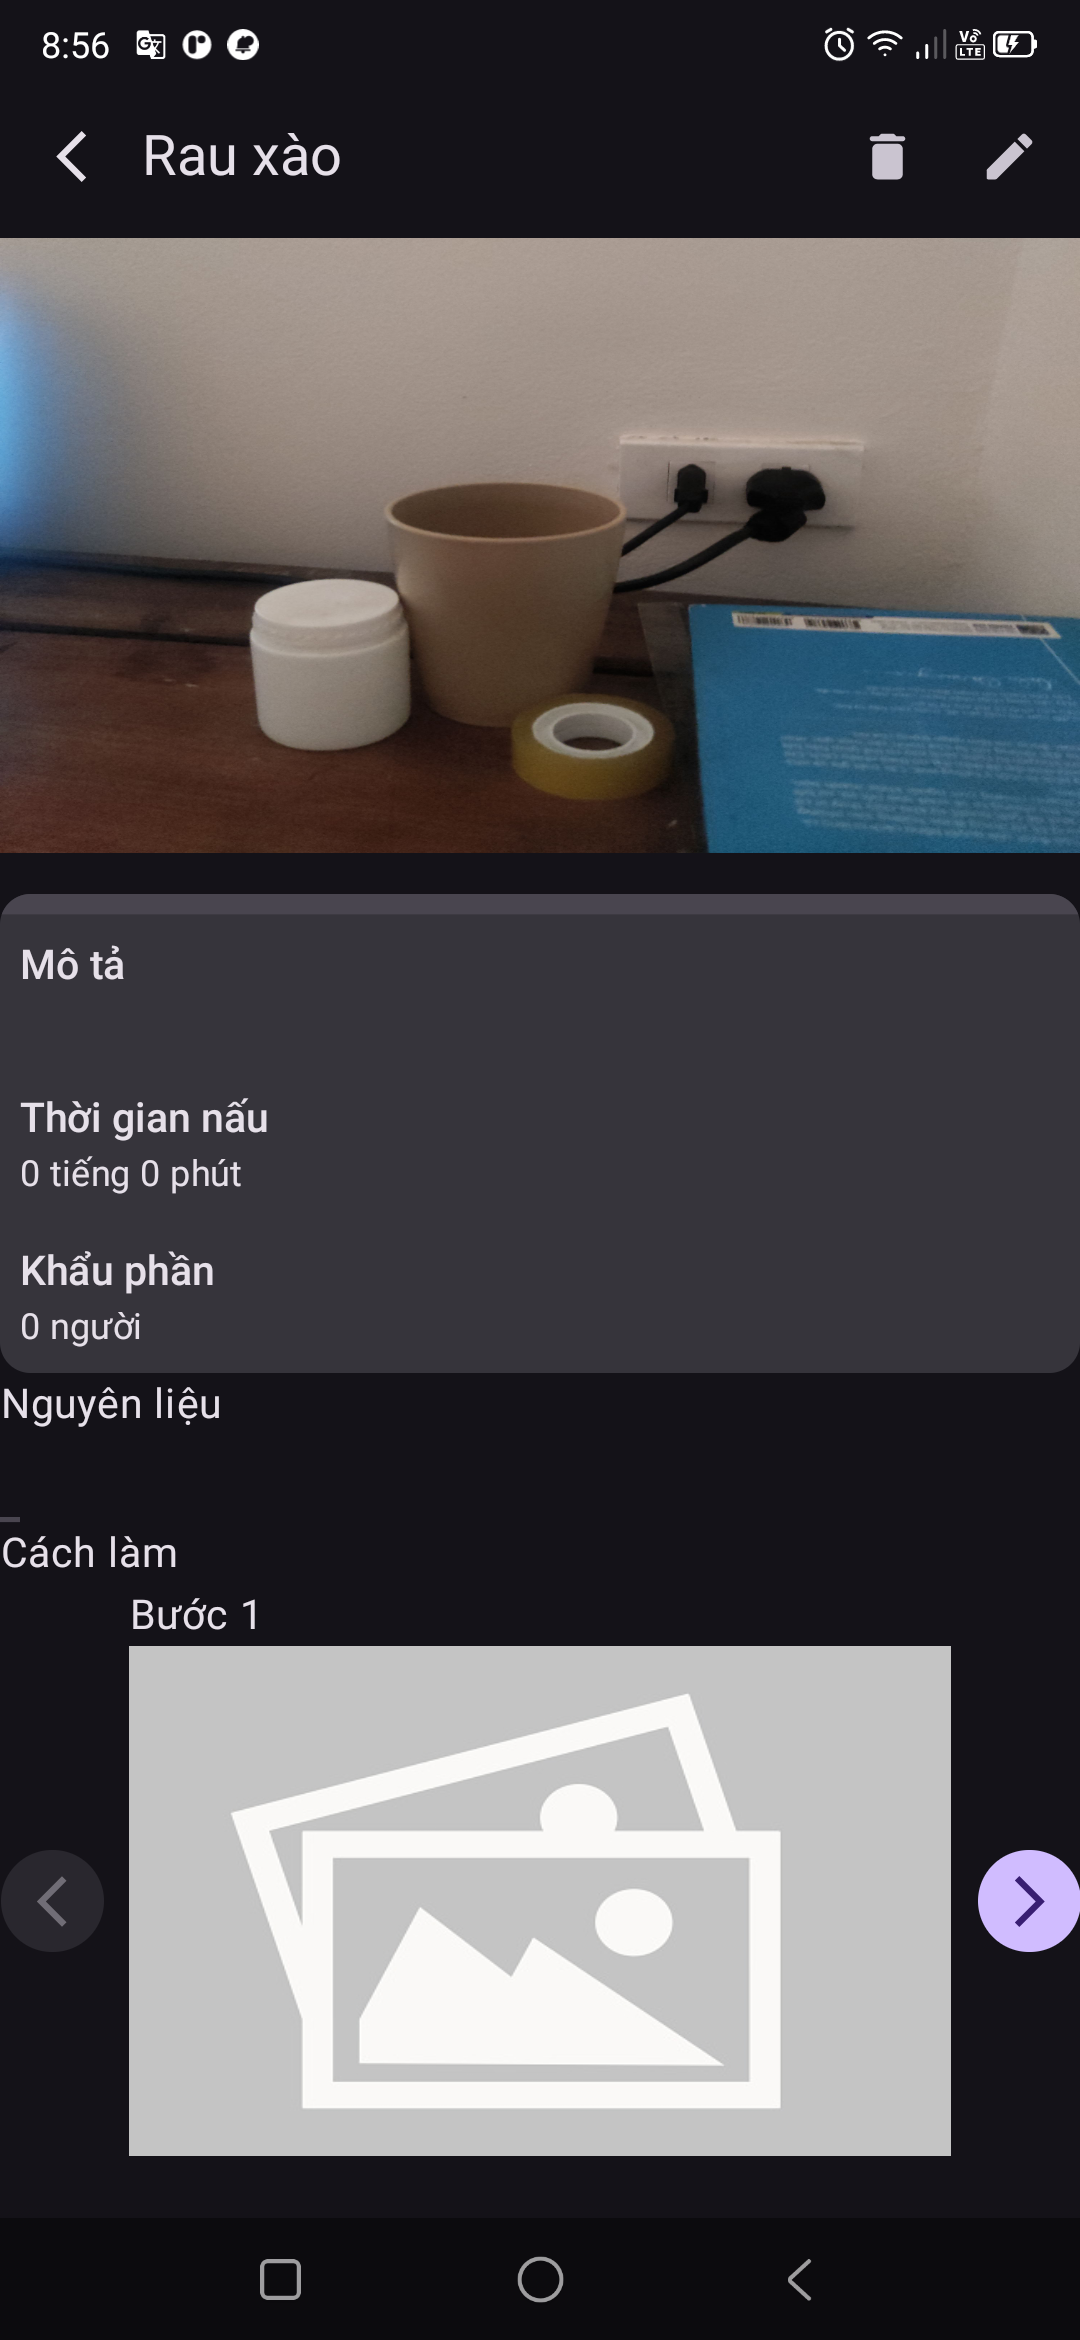 8:56
Rau xào
Mô tả
Thời gian nấu
0 tiếng 0 phút
Khẩu phần
0 người
Nguyên liệu
Cách làm
Bước 1